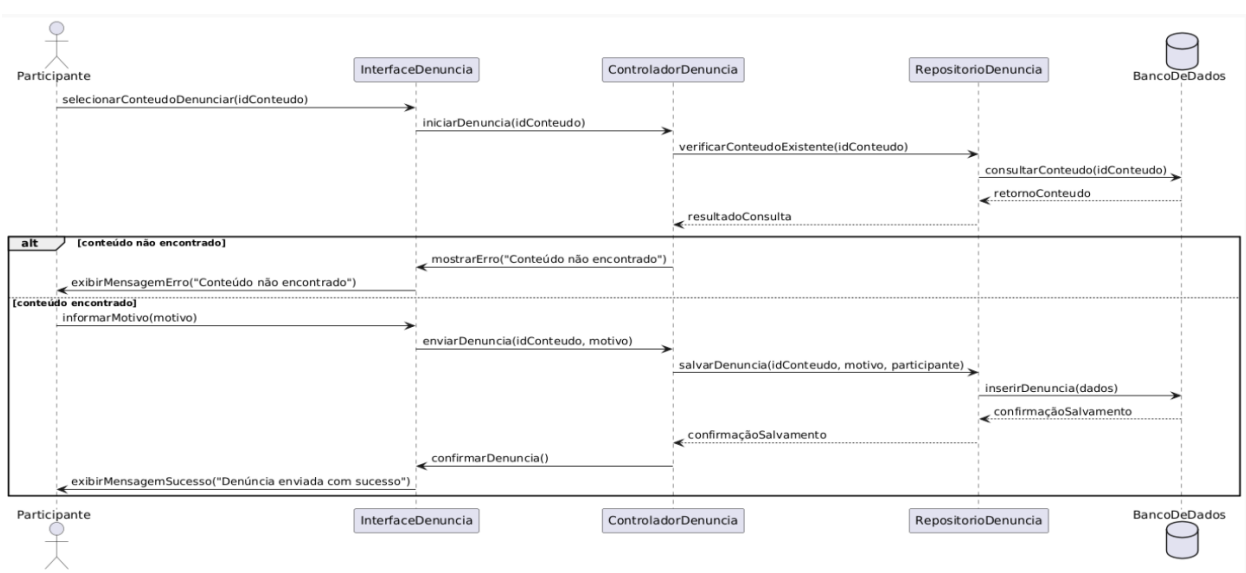 Participante
InterfaceDenuncia
ControladorDenuncia
RepositorioDenuncia
BancoDeDados
selecionarConteudoDenunciar(idConteudo)
iniciarDenuncia(idConteudo)
verificarConteudoExistente(idConteudo)
consultarConteudo(idConteudo)
retornoConteudo
resultadoConsulta
alt [conteúdo não encontrado]
mostrarErro("Conteúdo não encontrado")
exibirMensagemErro("Conteúdo não encontrado")
[conteúdo encontrado]
informarMotivo(motivo)
enviarDenuncia(idConteudo, motivo)
salvarDenuncia(idConteudo, motivo, participante)
inserirDenuncia(dados)
confirmaçãoSalvamento
confirmaçãoSalvamento
confirmarDenuncia()
exibirMensagemSucesso("Denúncia enviada com sucesso")
Participante
InterfaceDenuncia
ControladorDenuncia
RepositorioDenuncia
BancoDeDados